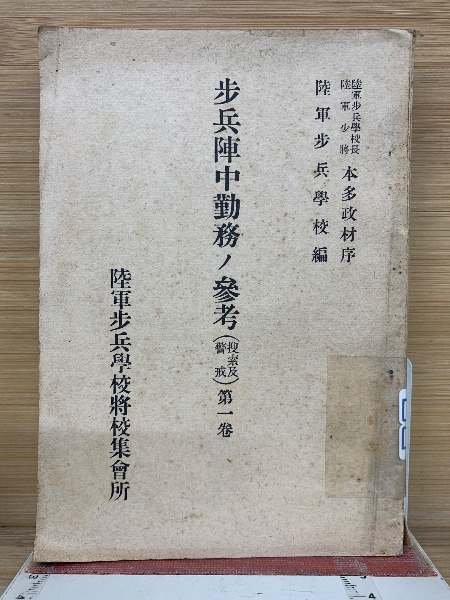 陸軍步兵學校長
陸軍少將
本多政材序
陸軍步兵學校編
步兵陣中勤務ノ參考（搜索及警戒）第一卷
陸軍步兵學校將校集會所